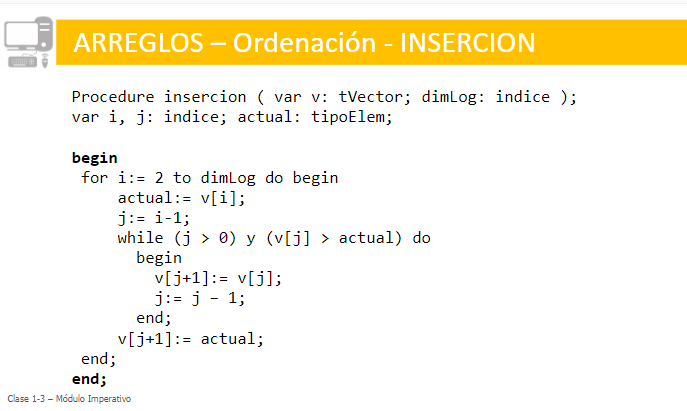 ARREGLOS – Ordenación - INSERCION
Procedure insercion ( var v: tVector; dimLog: indice );
var i, j: indice; actual: tipoElem;
begin
for i:= 2 to dimLog do begin
actual:= v[i];
j:= i-1;
while (j > 0) y (v[j] > actual) do
begin
v[j+1]:= v[j];
j:= j – 1;
end;
v[j+1]:= actual;
end;
end;
Clase 1-3 – Módulo Imperativo